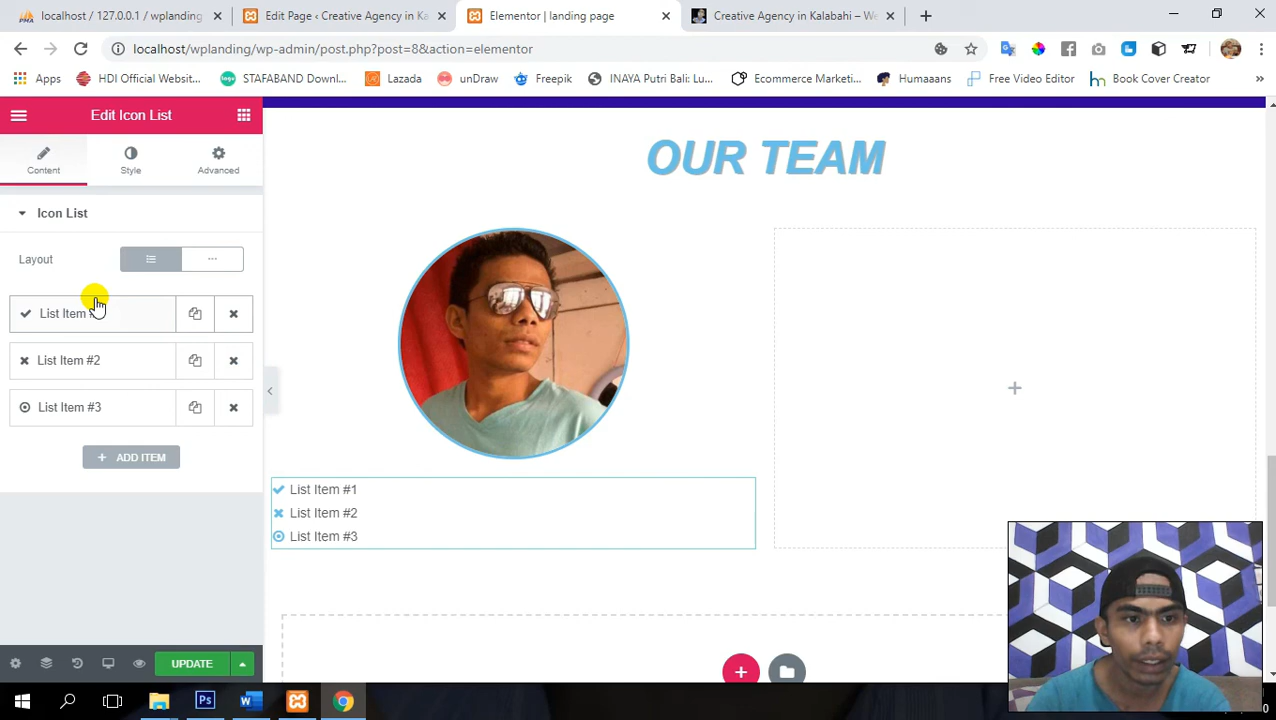 localhost / 127.0.0.1 / wplanding
Edit Page ‹ Creative Agency in Ka
Elementor | landing page
Creative Agency in Kalabahi – We
localhost/wplanding/wp-admin/post.php?post=8&action=elementor
Apps
HDI Official Websit...
STAFABAND Downl...
Lazada
unDraw
Freepik
INAYA Putri Bali: Lu...
Ecommerce Marketi...
Humaaans
Free Video Editor
Book Cover Creator
»
Edit Icon List
Content
Style
Advanced
Icon List
Layout
List Item
List Item #2
List Item #3
+ ADD ITEM
UPDATE
OUR TEAM
List Item #1
List Item #2
List Item #3